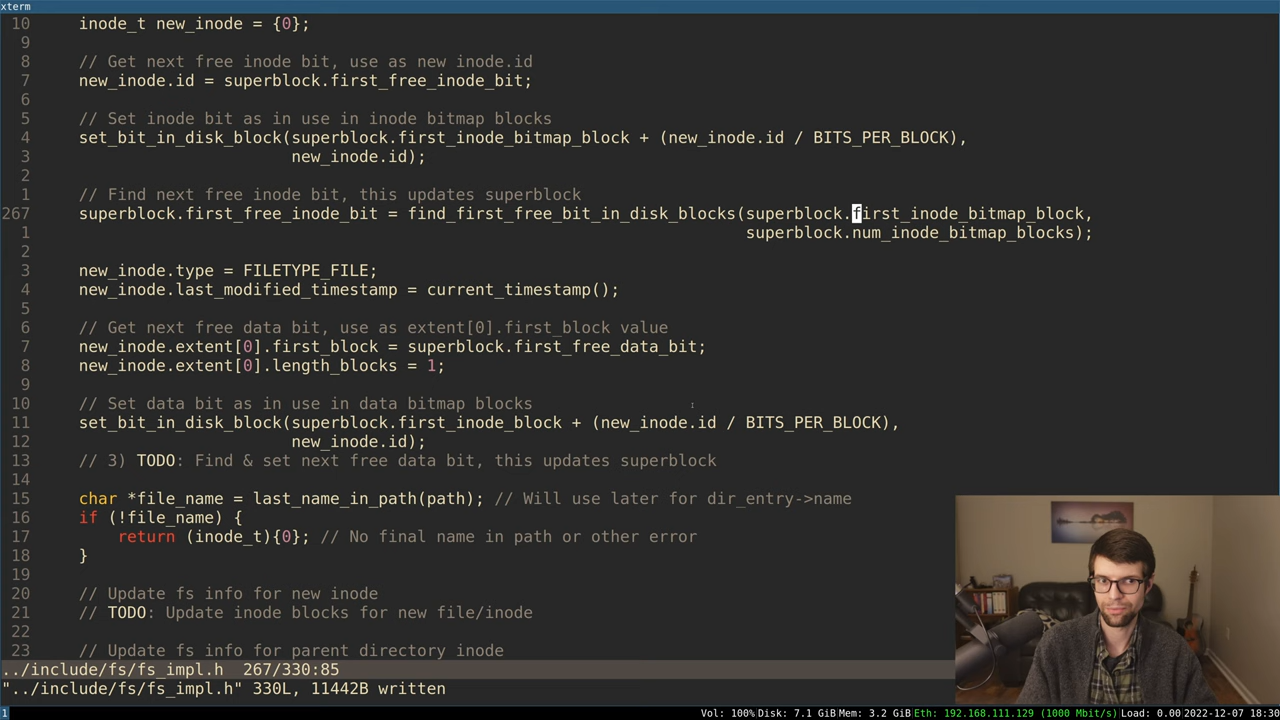 xterm
10 inode_t new_inode = {0};
9
8 // Get next free inode bit, use as new inode.id
7 new_inode.id = superblock.first_free_inode_bit;
6
5 // Set inode bit as in use in inode bitmap blocks
4 set_bit_in_disk_block(superblock.first_inode_bitmap_block + (new_inode.id / BITS_PER_BLOCK),
3 new_inode.id);
2
1 // Find next free inode bit, this updates superblock
267 superblock.first_free_inode_bit = find_first_free_bit_in_disk_blocks(superblock.first_inode_bitmap_block,
1 superblock.num_inode_bitmap_blocks);
2
3 new_inode.type = FILETYPE_FILE;
4 new_inode.last_modified_timestamp = current_timestamp();
5
6 // Get next free data bit, use as extent[0].first_block value
7 new_inode.extent[0].first_block = superblock.first_free_data_bit;
8 new_inode.extent[0].length_blocks = 1;
9
10 // Set data bit as in use in data bitmap blocks
11 set_bit_in_disk_block(superblock.first_inode_block + (new_inode.id / BITS_PER_BLOCK),
12 new_inode.id);
13 // 3) TODO: Find & set next free data bit, this updates superblock
14
15 char *file_name = last_name_in_path(path); // Will use later for dir_entry->name
16 if (!file_name) {
17 return (inode_t){0}; // No final name in path or other error
18 }
19
20 // Update fs info for new inode
21 // TODO: Update inode blocks for new file/inode
22
23 // Update fs info for parent directory inode
../include/fs/fs_impl.h 267/330:85
"../include/fs/fs_impl.h" 330L, 11442B written
1 Vol: 100% Disk: 7.1 GiB Mem: 3.2 GiB Eth: 192.168.111.129 (1000 Mbit/s) Load: 0.00 2022-12-07 18:30